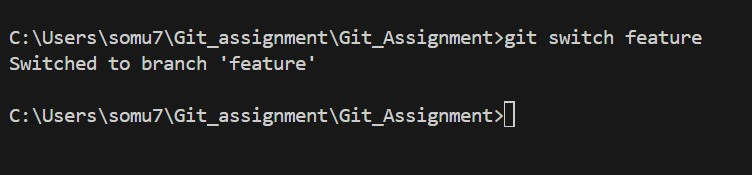 C:\Users\somu7\Git_assignment\Git_Assignment>git switch feature
Switched to branch 'feature'
C:\Users\somu7\Git_assignment\Git_Assignment>